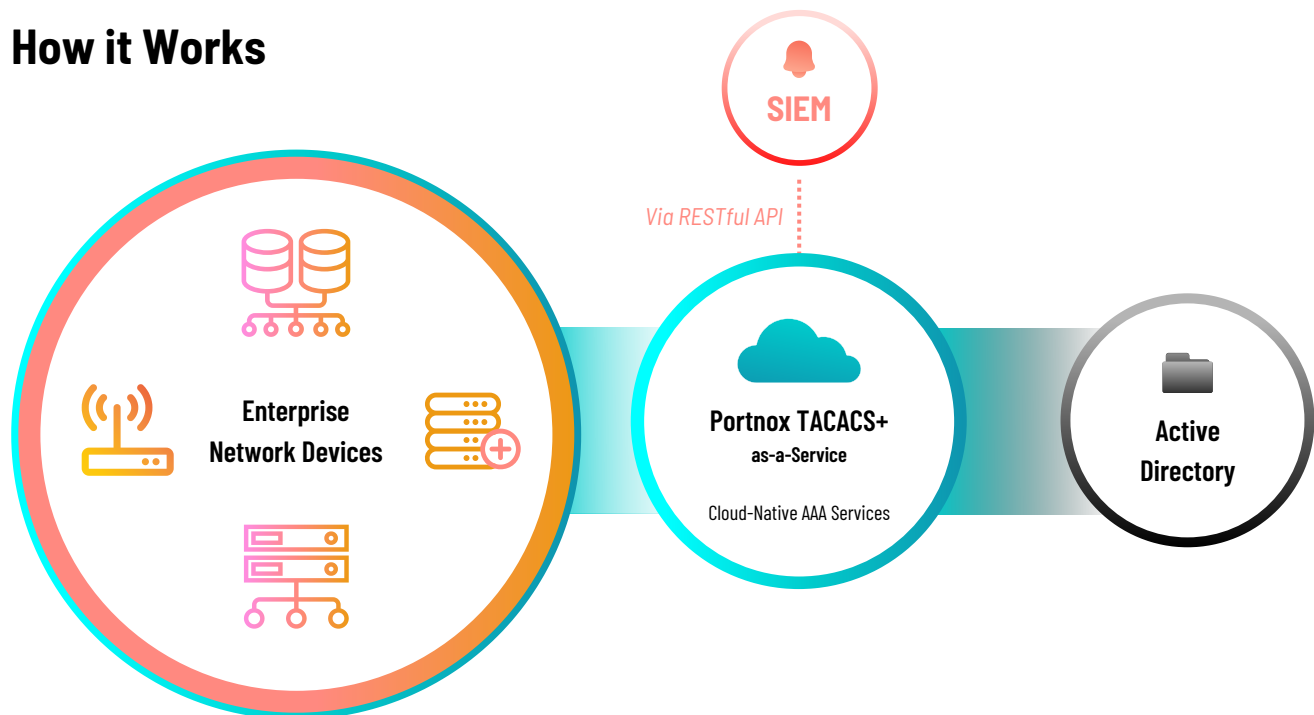 How it Works
SIEM
Via RESTful API
Enterprise
Network Devices
Portnox TACACS+
as-a-Service
Cloud-Native AAA Services
Active
Directory